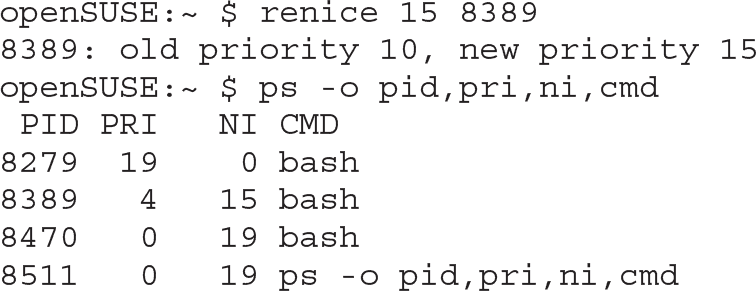 openSUSE:~ $ renice 15 8389
8389: old priority 10, new priority 15
openSUSE:~ $ ps -o pid,pri,ni,cmd
 PID PRI   NI CMD
8279  19    0 bash
8389   4   15 bash
8470   0   19 bash
8511   0   19 ps -o pid,pri,ni,cmd